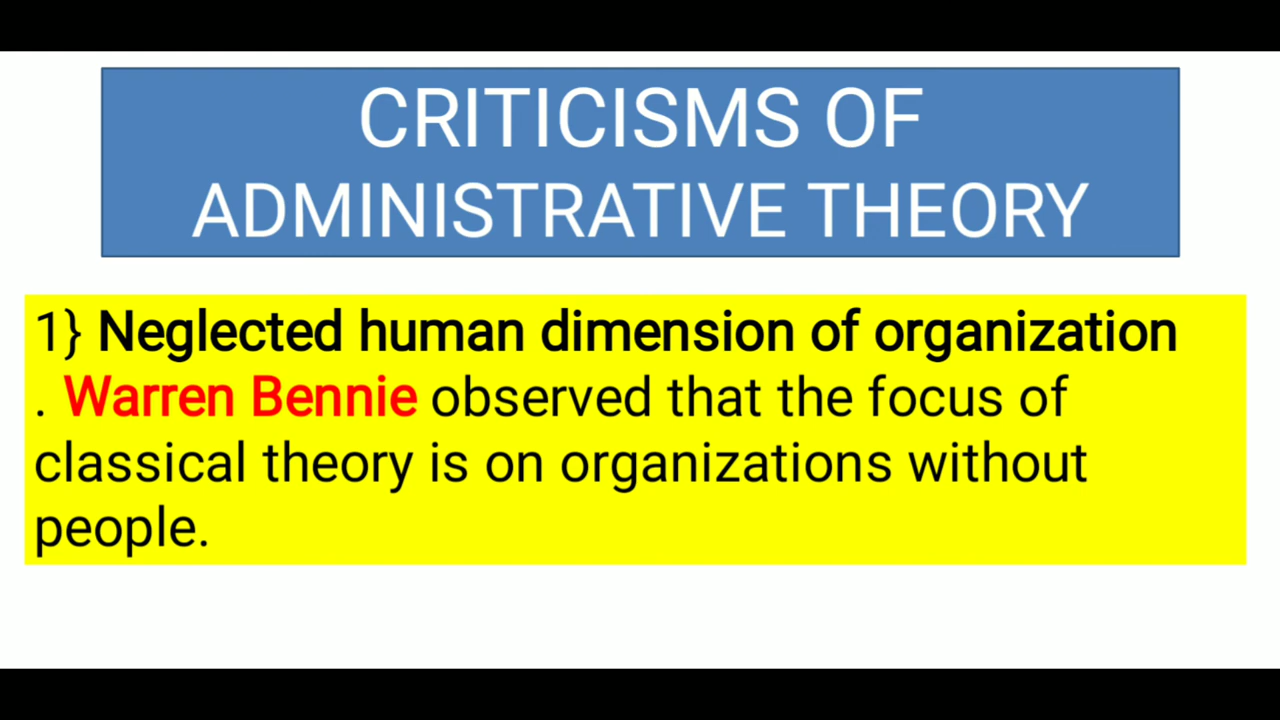 CRITICISMS OF
ADMINISTRATIVE THEORY
1} Neglected human dimension of organization
. Warren Bennie observed that the focus of
classical theory is on organizations without
people.